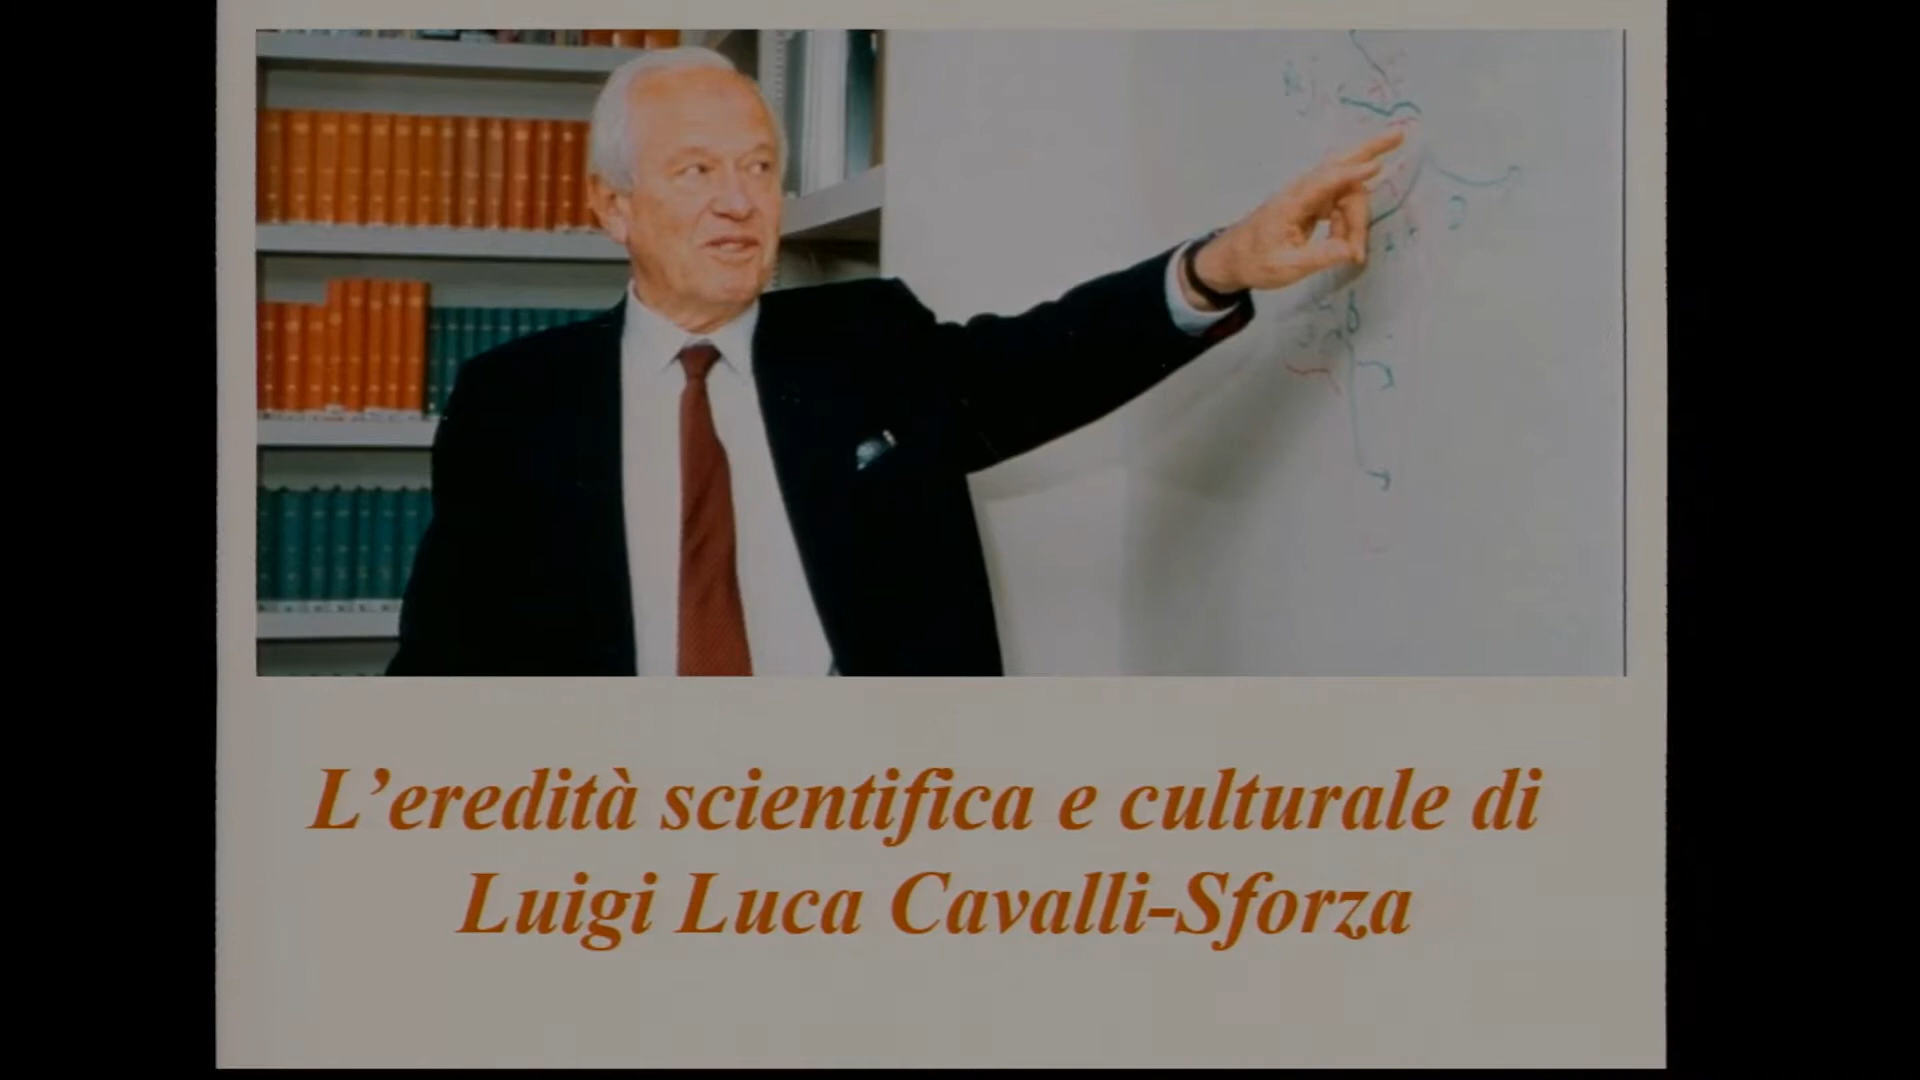 L’eredità scientifica e culturale di
Luigi Luca Cavalli-Sforza